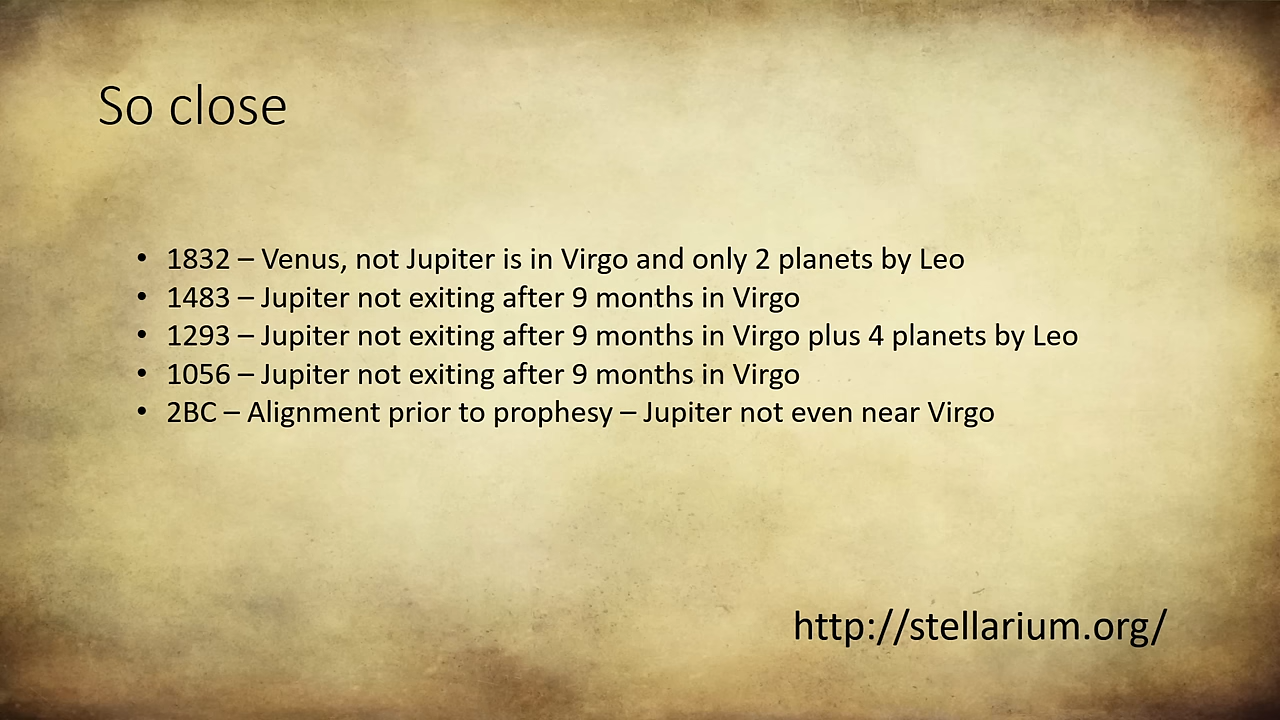 So close
• 1832 – Venus, not Jupiter is in Virgo and only 2 planets by Leo
• 1483 – Jupiter not exiting after 9 months in Virgo
• 1293 – Jupiter not exiting after 9 months in Virgo plus 4 planets by Leo
• 1056 – Jupiter not exiting after 9 months in Virgo
• 2BC – Alignment prior to prophesy – Jupiter not even near Virgo
http://stellarium.org/